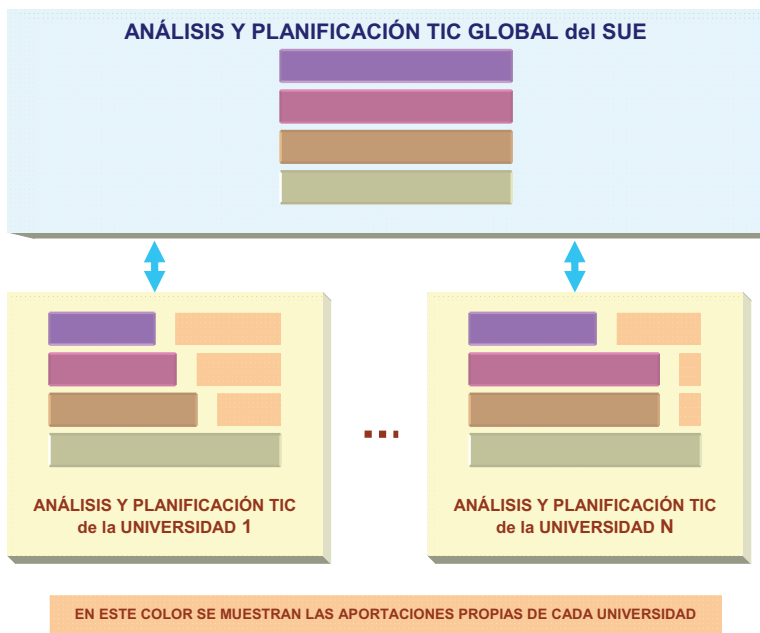 ANÁLISIS Y PLANIFICACIÓN TIC GLOBAL del SUE
ANÁLISIS Y PLANIFICACIÓN TIC
de la UNIVERSIDAD 1
...
ANÁLISIS Y PLANIFICACIÓN TIC
de la UNIVERSIDAD N
EN ESTE COLOR SE MUESTRAN LAS APORTACIONES PROPIAS DE CADA UNIVERSIDAD